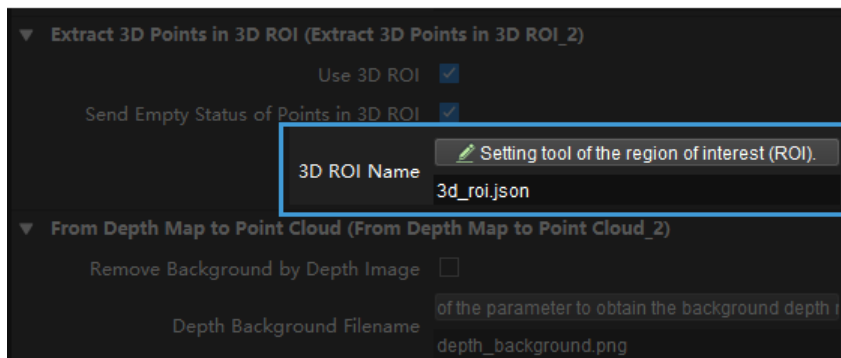 Extract 3D Points in 3D ROI (Extract 3D Points in 3D ROI_2)
Use 3D ROI
Send Empty Status of Points in 3D ROI
Setting tool of the region of interest (ROI).
3D ROI Name
3d_roi.json
From Depth Map to Point Cloud (From Depth Map to Point Cloud_2)
Remove Background by Depth Image
of the parameter to obtain the background depth
Depth Background Filename
depth_background.png